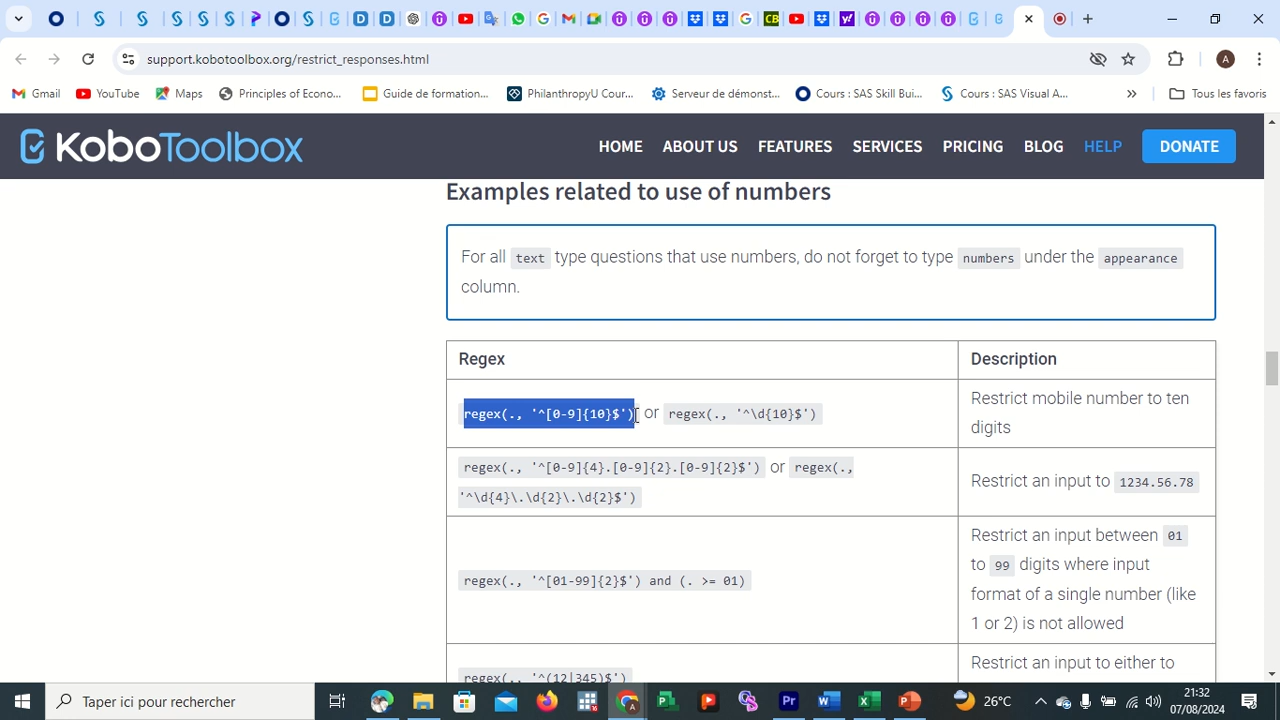 support.kobotoolbox.org/restrict_responses.html
Gmail YouTube Maps Principles of Econo... Guide de formation... PhilanthropyU Cour... Serveur de démonst... Cours : SAS Skill Bui... Cours : SAS Visual A... » Tous les favoris
KoboToolbox HOME ABOUT US FEATURES SERVICES PRICING BLOG HELP DONATE
Examples related to use of numbers
For all text type questions that use numbers, do not forget to type numbers under the appearance
column.
Regex Description
regex(., '^[0-9]{10}$') or regex(., '^\d{10}$') Restrict mobile number to ten
digits
regex(., '^[0-9]{4}.[0-9]{2}.[0-9]{2}$') or regex(.,
'^\d{4}\.\d{2}\.\d{2}$')
Restrict an input to 1234.56.78
regex(., '^[01-99]{2}$') and (. >= 01)
Restrict an input between 01
to 99 digits where input
format of a single number (like
1 or 2) is not allowed
regex(., '^(12|345)$')
Restrict an input to either to
Taper ici pour rechercher
26°C
21:32
07/08/2024